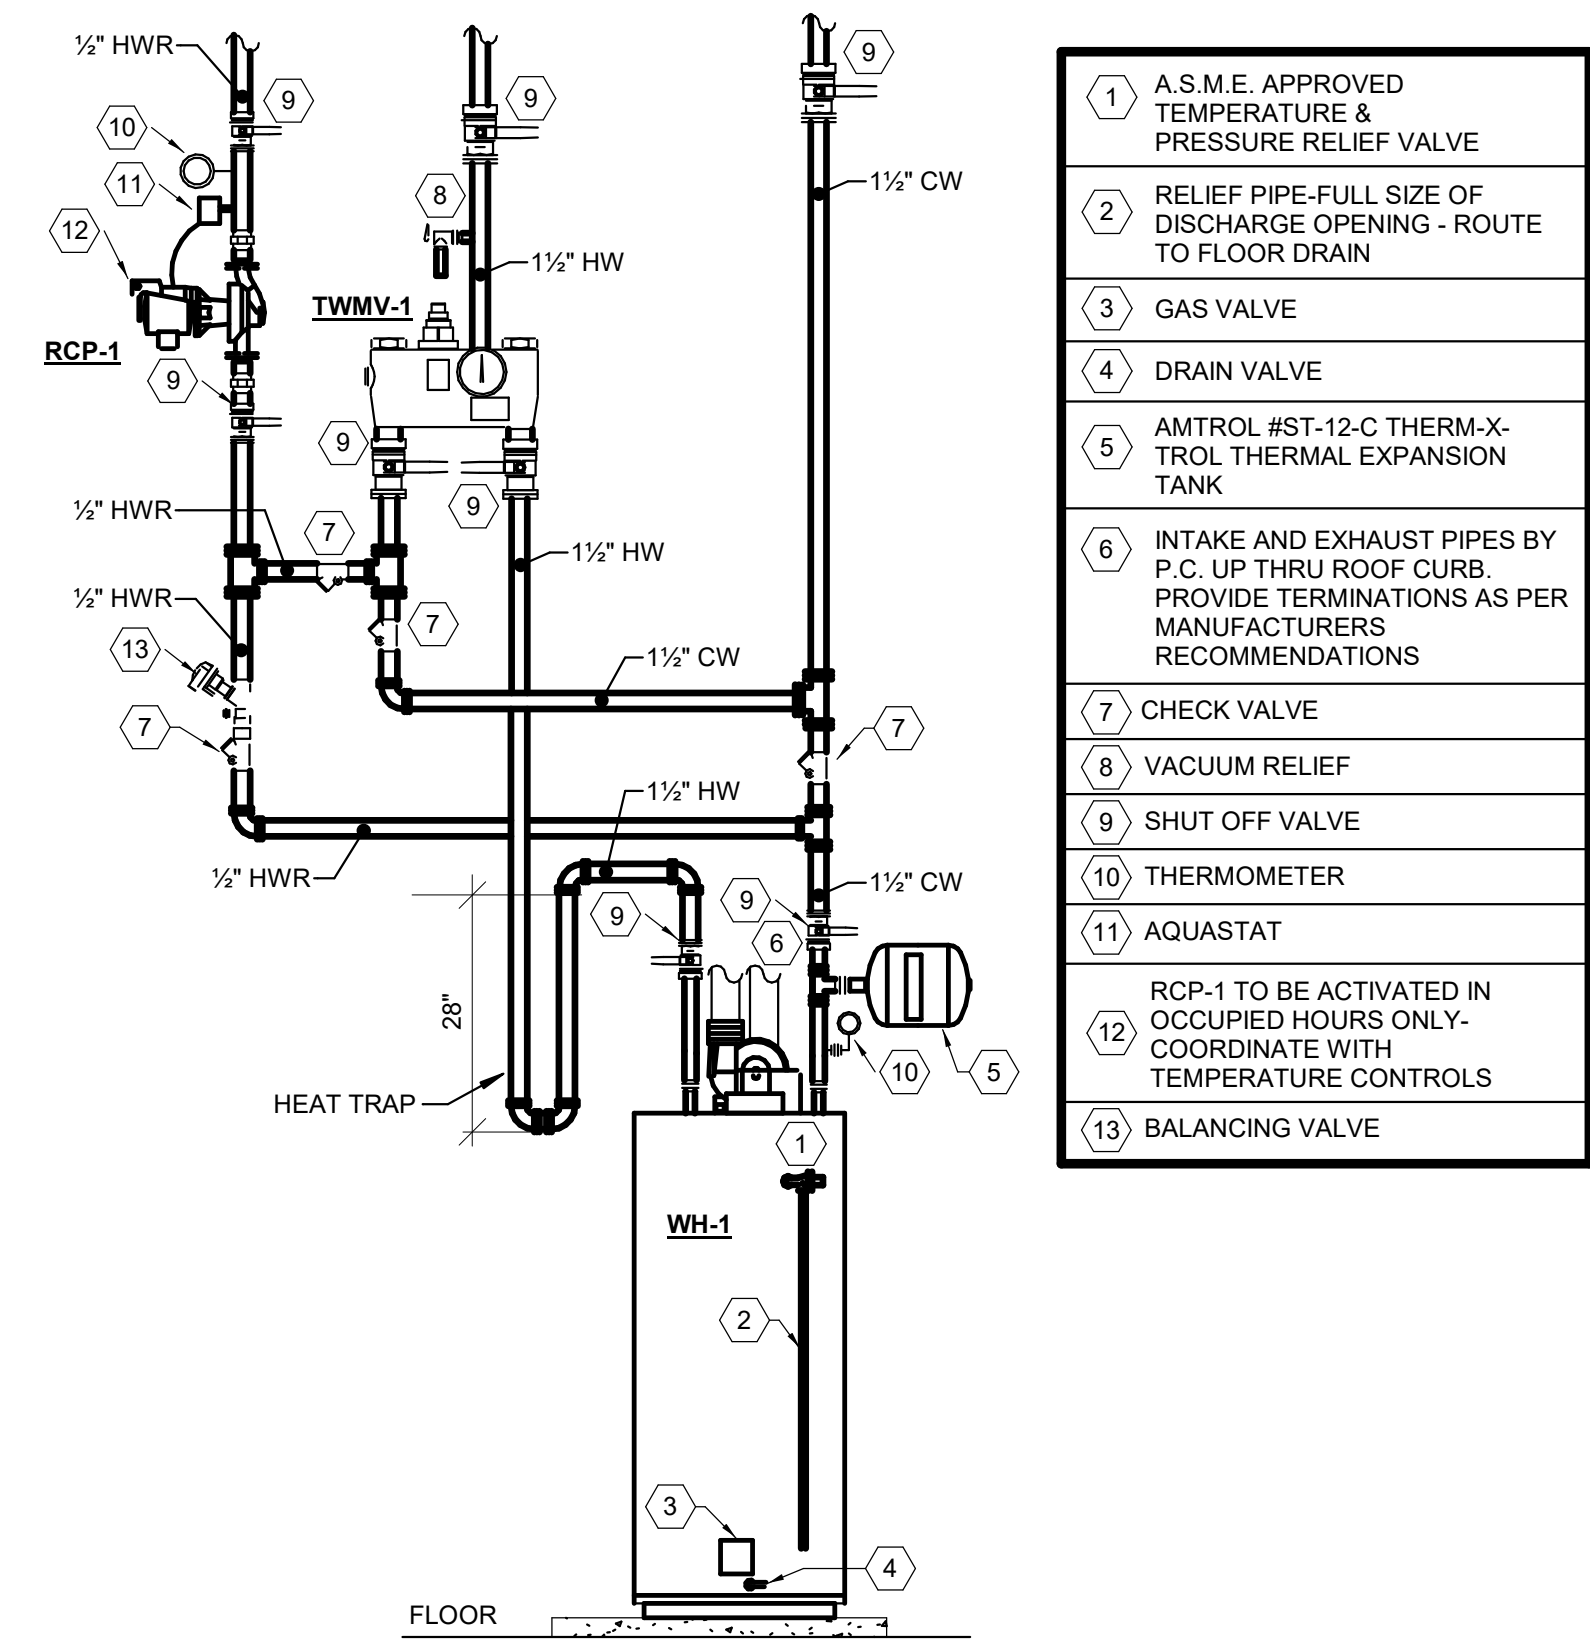 ½" HWR
9
10
11
12
RCP-1
9
9
8
1½" HW
TWMV-1
9
9
9
1½" CW
½" HWR
7
½" HWR
13
7
7
1½" HW
1½" CW
7
1½" HW
½" HWR
1½" CW
9
9
6
28"
HEAT TRAP
10
5
1
WH-1
2
3
4
FLOOR
1 A.S.M.E. APPROVED
TEMPERATURE &
PRESSURE RELIEF VALVE
2 RELIEF PIPE-FULL SIZE OF
DISCHARGE OPENING - ROUTE
TO FLOOR DRAIN
3 GAS VALVE
4 DRAIN VALVE
5 AMTROL #ST-12-C THERM-X-
TROL THERMAL EXPANSION
TANK
6 INTAKE AND EXHAUST PIPES BY
P.C. UP THRU ROOF CURB.
PROVIDE TERMINATIONS AS PER
MANUFACTURERS
RECOMMENDATIONS
7 CHECK VALVE
8 VACUUM RELIEF
9 SHUT OFF VALVE
10 THERMOMETER
11 AQUASTAT
12 RCP-1 TO BE ACTIVATED IN
OCCUPIED HOURS ONLY-
COORDINATE WITH
TEMPERATURE CONTROLS
13 BALANCING VALVE